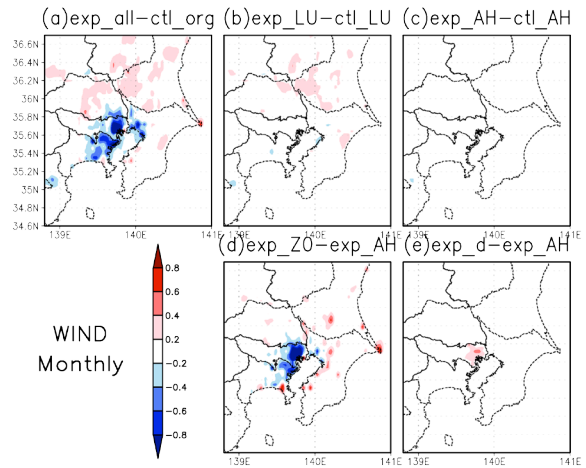 (a)exp_all-ctl_org
(b)exp_LU-ctl_LU
(c)exp_AH-ctl_AH
36.6N
36.4N
36.2N
36N
35.8N
35.6N
35.4N
35.2N
35N
34.8N
34.6N
139E 140E 141E
139E 140E 141E
139E 140E 141E
(d)exp_Z0-exp_AH
(e)exp_d-exp_AH
WIND
Monthly
0.8
0.6
0.4
0.2
-0.2
-0.4
-0.6
-0.8
139E 140E 141E
139E 140E 141E